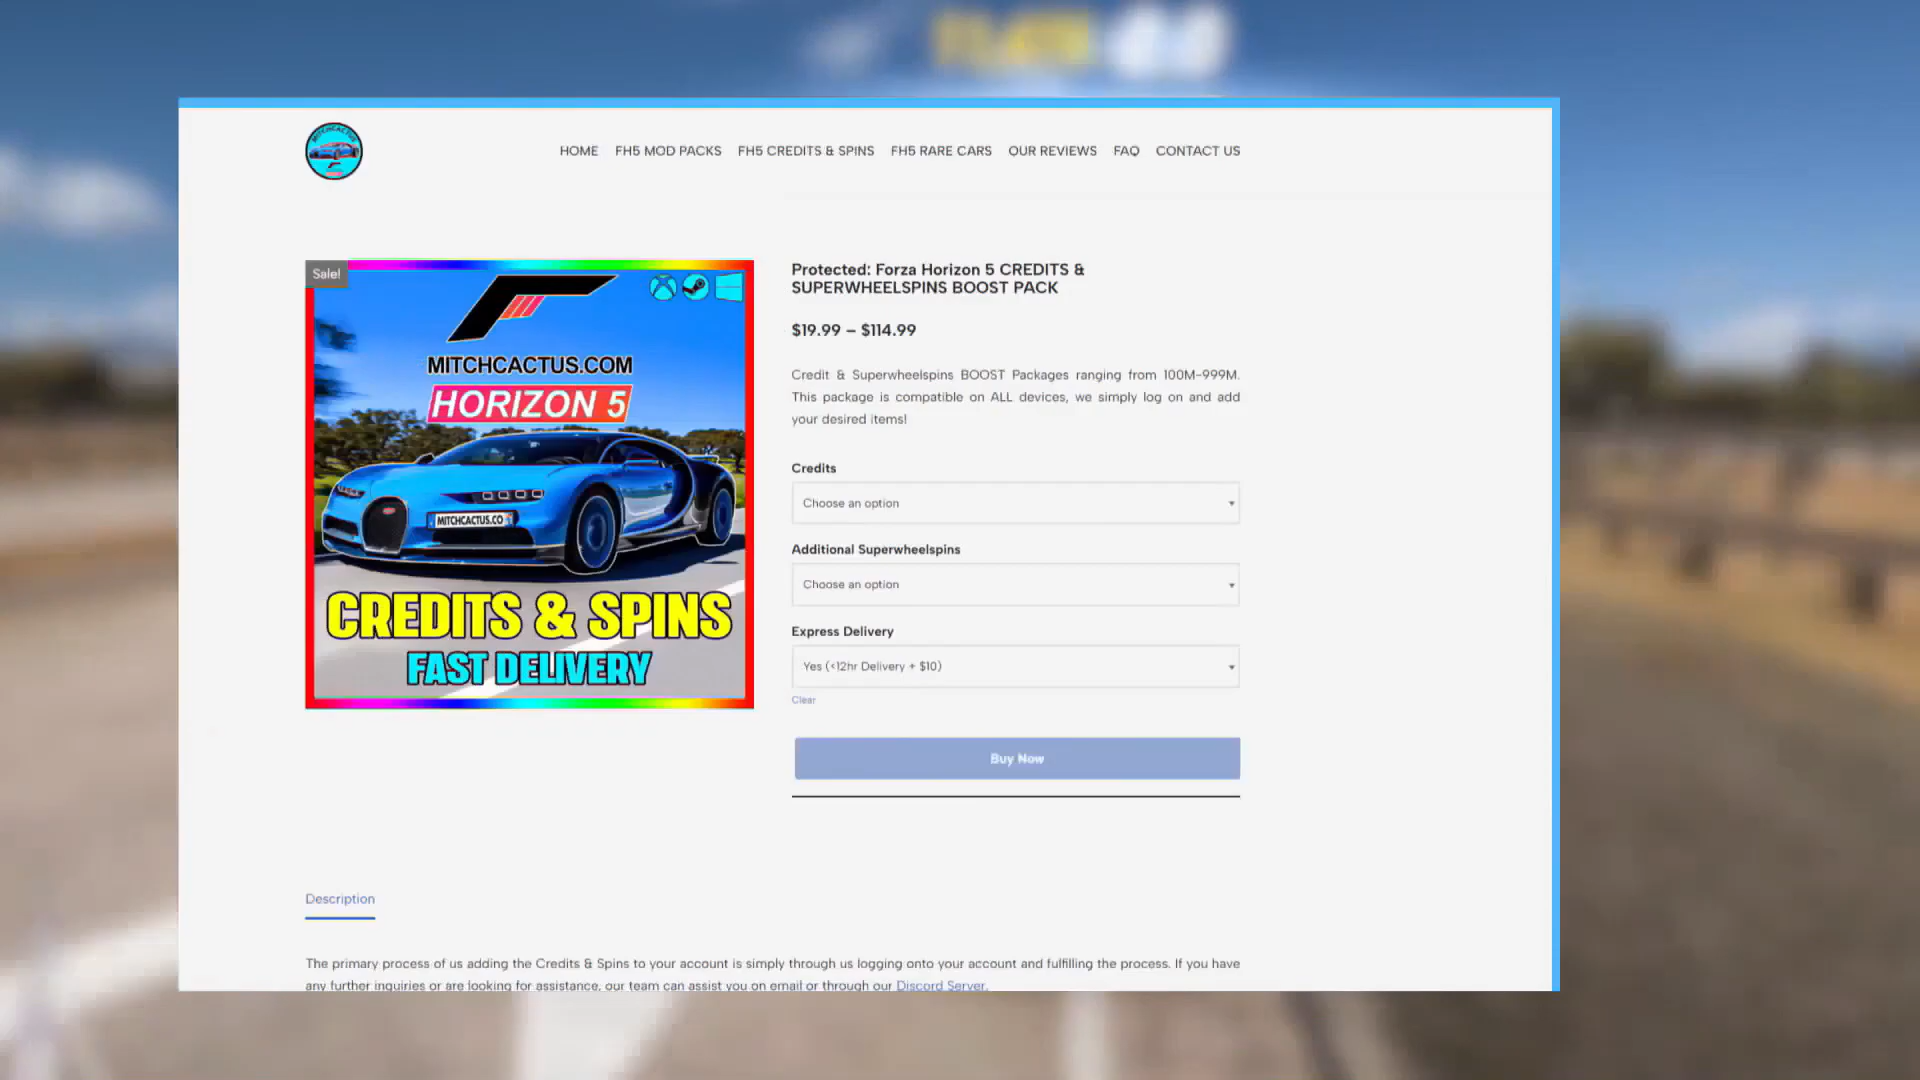 MITCHCACTUS
HOME FH5 MOD PACKS FH5 CREDITS & SPINS FH5 RARE CARS OUR REVIEWS FAQ CONTACT US
Sale!
MITCHCACTUS.COM
HORIZON 5
MITCHCACTUS.CO
CREDITS & SPINS
FAST DELIVERY
Protected: Forza Horizon 5 CREDITS &
SUPERWHEELSPINS BOOST PACK
$19.99 – $114.99
Credit & Superwheelspins BOOST Packages ranging from 100M-999M.
This package is compatible on ALL devices, we simply log on and add
your desired items!
Credits
Choose an option
Additional Superwheelspins
Choose an option
Express Delivery
Yes (<12hr Delivery + $10)
Clear
Buy Now
Description
The primary process of us adding the Credits & Spins to your account is simply through us logging onto your account and fulfilling the process. If you have
any further inquiries or are looking for assistance, our team can assist you on email or through our Discord Server.